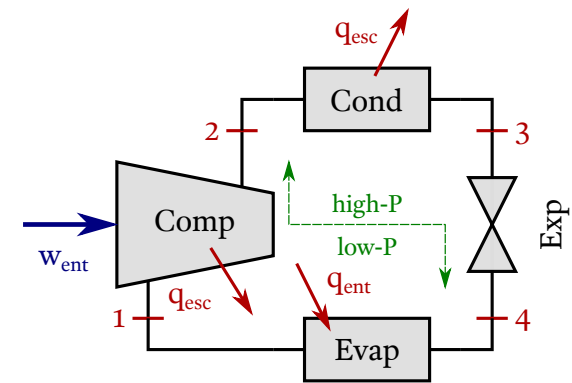 q_esc
Cond
2
3
Comp
high-P
low-P
Exp
w_ent
q_esc
q_ent
1
4
Evap